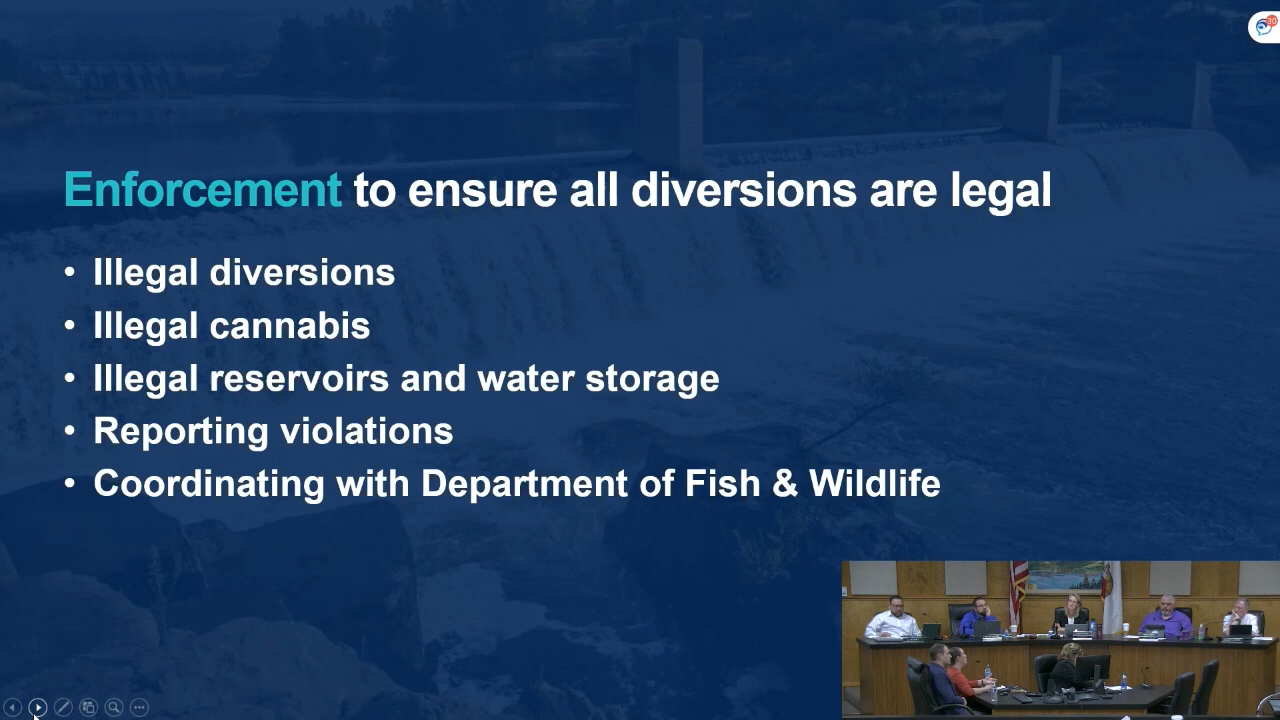 20
Enforcement to ensure all diversions are legal
• Illegal diversions
• Illegal cannabis
• Illegal reservoirs and water storage
• Reporting violations
• Coordinating with Department of Fish & Wildlife